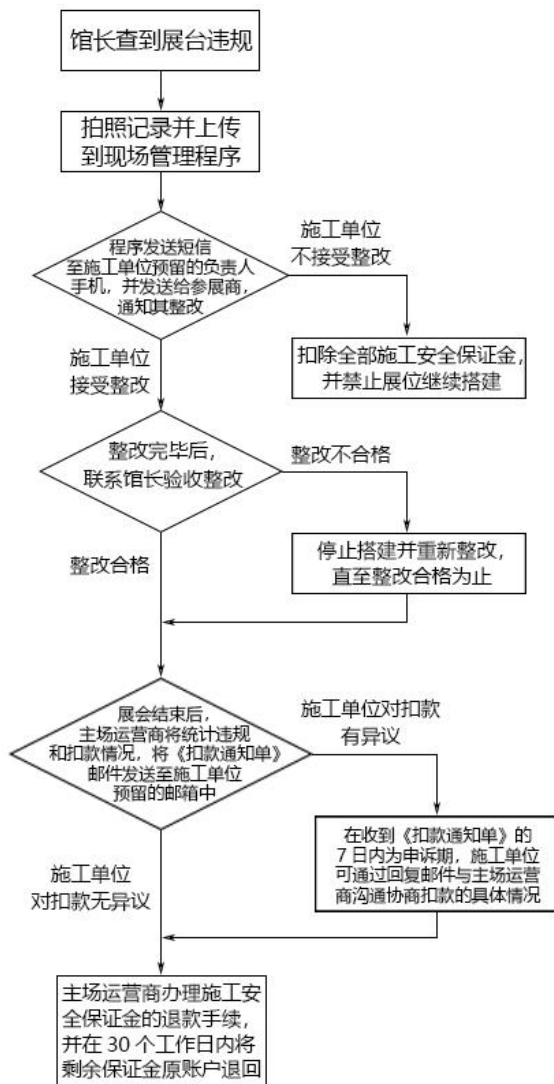 馆长查到展台违规
拍照记录并上传
到现场管理程序
程序发送短信
至施工单位预留的负责人
手机，并发送给参展商，
通知其整改
施工单位
不接受整改
扣除全部施工安全保证金，
并禁止展位继续搭建
施工单位
接受整改
整改完毕后，
联系馆长验收整改
整改不合格
停止搭建并重新整改，
直至整改合格为止
整改合格
展会结束后，
主场运营商将统计违规
和扣款情况，将《扣款通知单》
邮件发送至施工单位
预留的邮箱中
施工单位对扣款
有异议
在收到《扣款通知单》的
7 日内为申诉期，施工单位
可通过回复邮件与主场运营
商沟通协商扣款的具体情况
施工单位
对扣款无异议
主场运营商办理施工安
全保证金的退款手续，
并在 30 个工作日内将
剩余保证金原账户退回